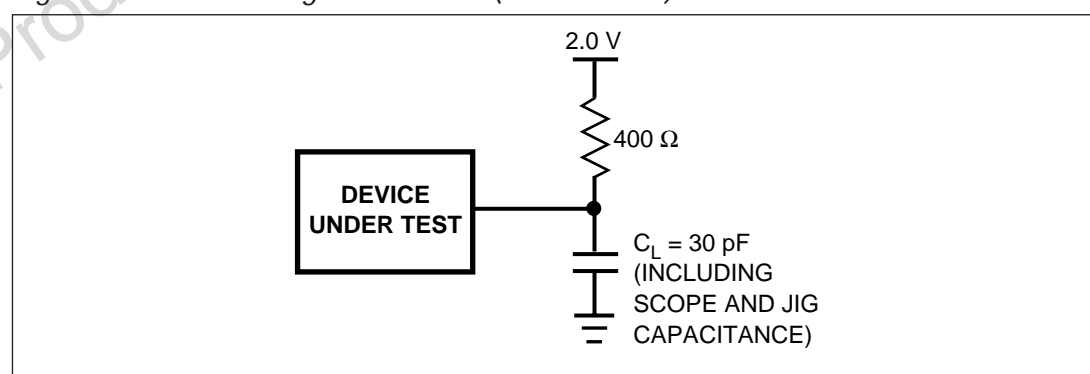 2.0 V
400 Ω
DEVICE
UNDER TEST
C_L = 30 pF
(INCLUDING
SCOPE AND JIG
CAPACITANCE)